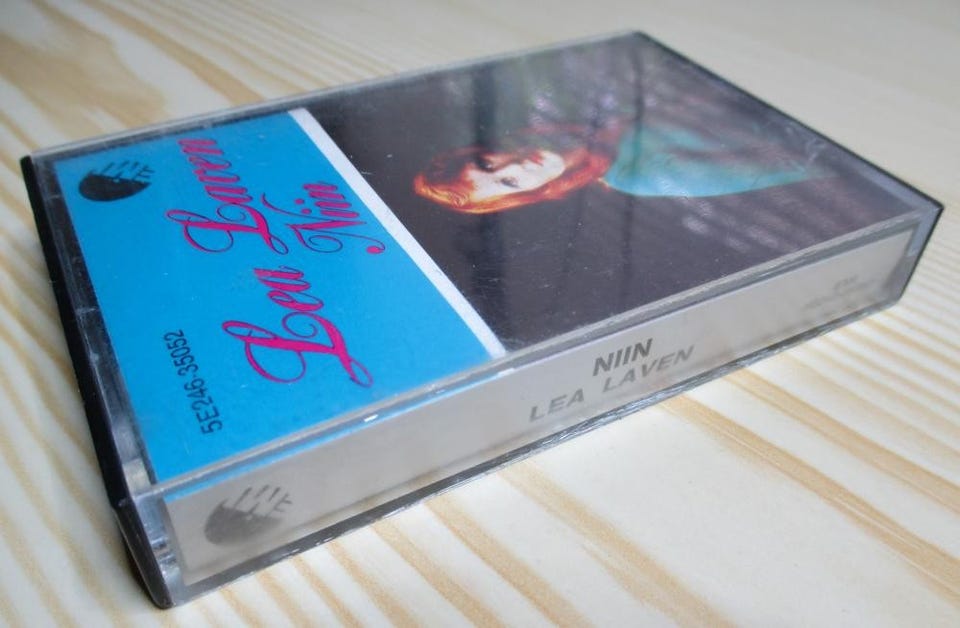 Lea Laven
Niin
5E246-35052
NIIN
LEA LAVEN